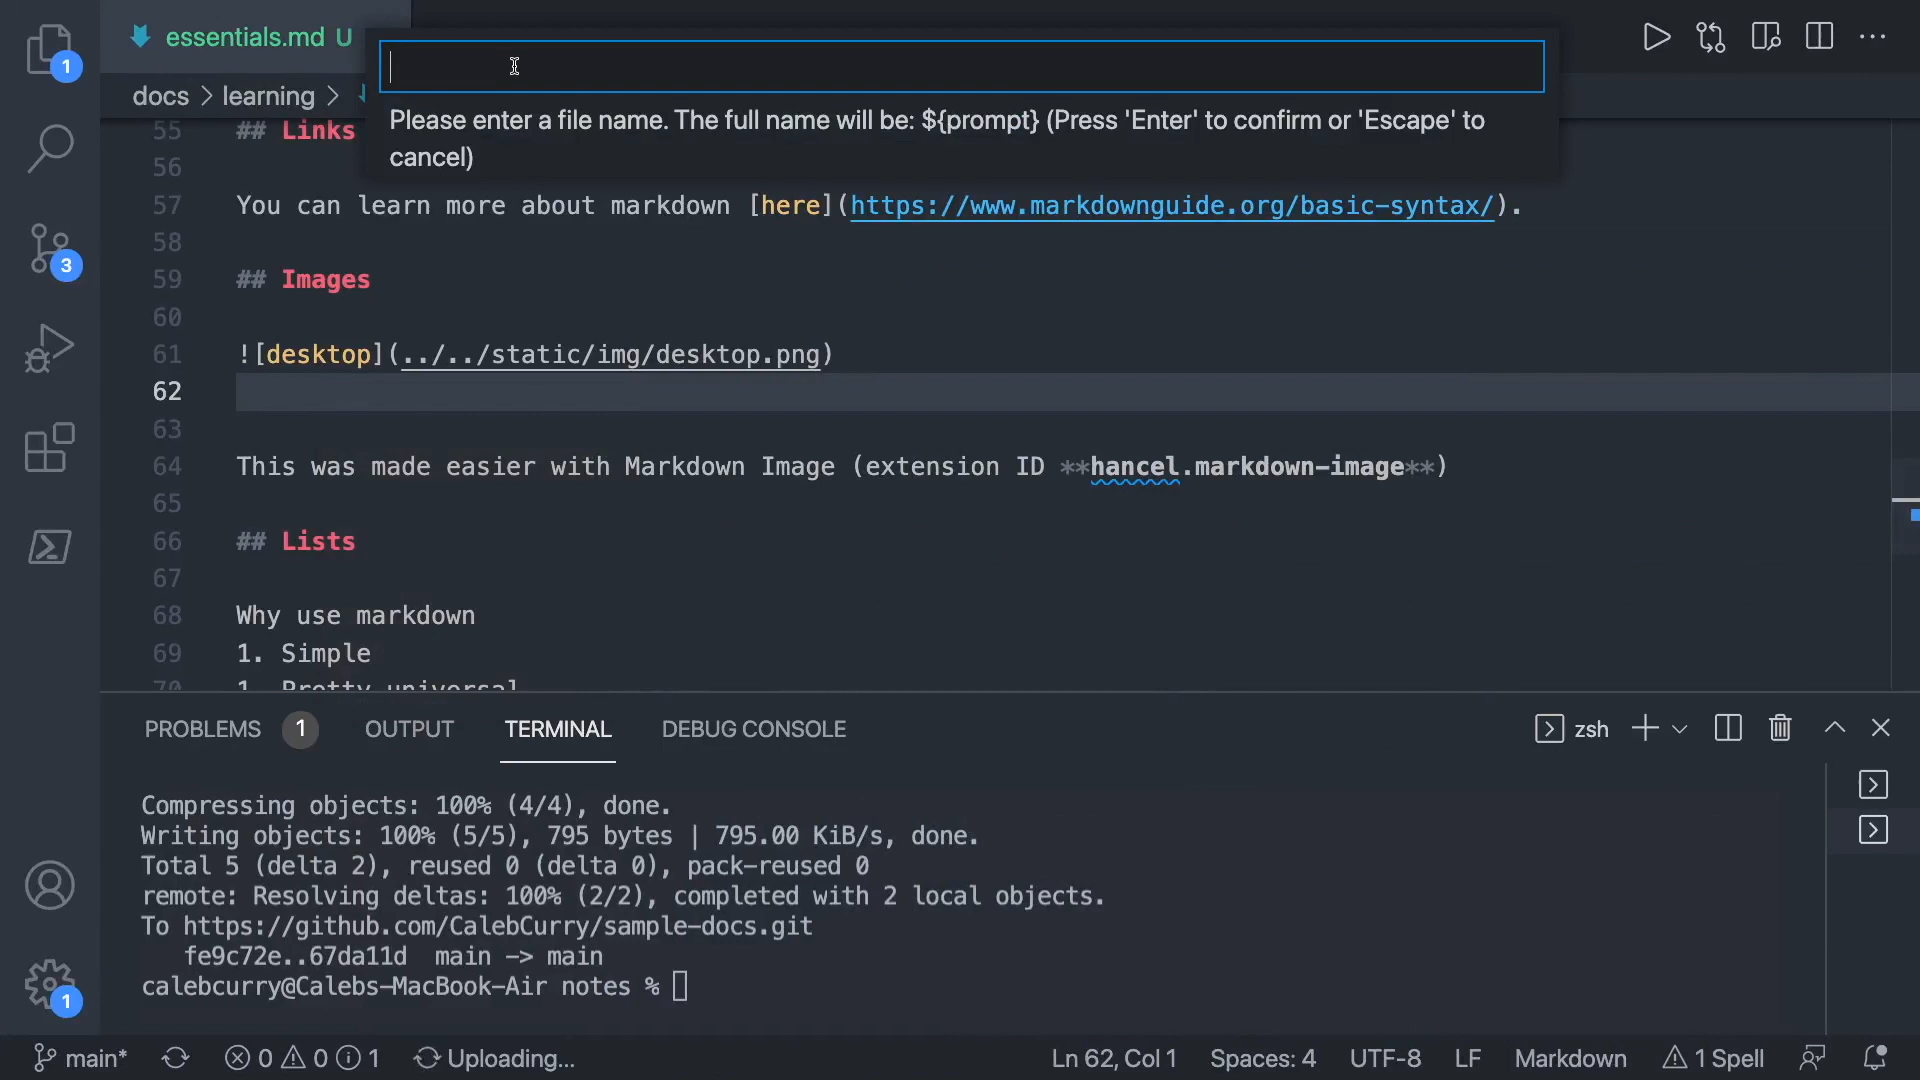 essentials.md U
docs > learning >
Please enter a file name. The full name will be: ${prompt} (Press 'Enter' to confirm or 'Escape' to
cancel)
55 ## Links
56
57 You can learn more about markdown [here](https://www.markdownguide.org/basic-syntax/).
58
59 ## Images
60
61 ![desktop](../../static/img/desktop.png)
62
63
64 This was made easier with Markdown Image (extension ID **hancel.markdown-image**)
65
66 ## Lists
67
68 Why use markdown
69 1. Simple
70 1. Pretty universal
1
3
1
PROBLEMS 1 OUTPUT TERMINAL DEBUG CONSOLE zsh
Compressing objects: 100% (4/4), done.
Writing objects: 100% (5/5), 795 bytes | 795.00 KiB/s, done.
Total 5 (delta 2), reused 0 (delta 0), pack-reused 0
remote: Resolving deltas: 100% (2/2), completed with 2 local objects.
To https://github.com/CalebCurry/sample-docs.git
fe9c72e..67da11d main -> main
calebcurry@Calebs-MacBook-Air notes %
main* 0 0 1 Uploading... Ln 62, Col 1 Spaces: 4 UTF-8 LF Markdown 1 Spell